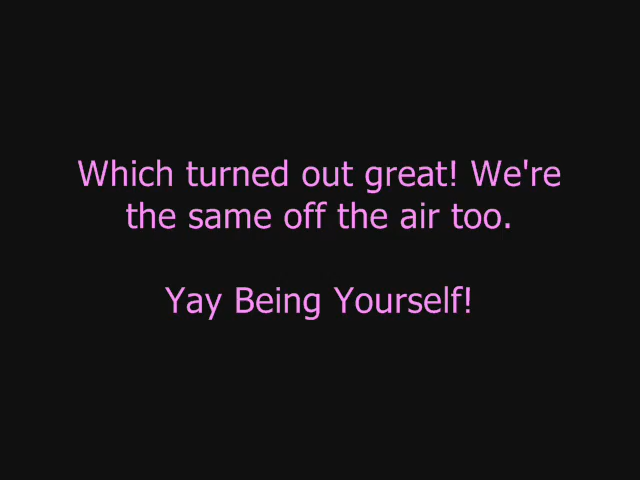 Which turned out great! We're
the same off the air too.
Yay Being Yourself!